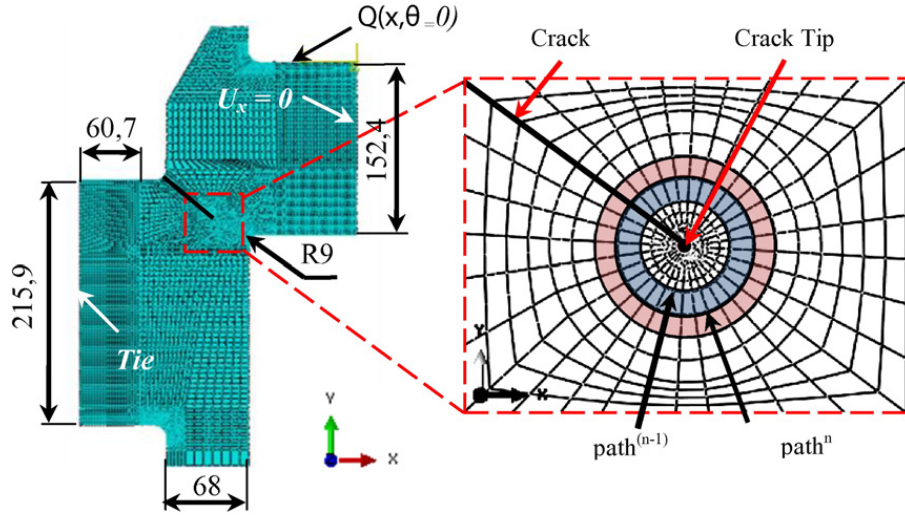 Q(x,θ =0)
Crack
Crack Tip
Ux = 0
60,7
152,4
R9
215,9
Tie
Y
X
68
Y
X
path(n-1)
pathn